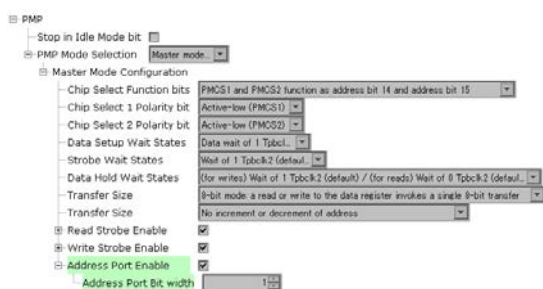 PMP
Stop in Idle Mode bit
PMP Mode Selection Master mode...
Master Mode Configuration
Chip Select Function bits PMCS1 and PMCS2 function as address bit 14 and address bit 15
Chip Select 1 Polarity bit Active-low (PMCS1)
Chip Select 2 Polarity bit Active-low (PMCS2)
Data Setup Wait States Data wait of 1 Tpbcl...
Strobe Wait States Wait of 1 Tpbclk2 (defaul...
Data Hold Wait States (for writes) Wait of 1 Tpbclk2 (default) / (for reads) Wait of 0 Tpbclk2 (defaul...
Transfer Size 8-bit mode: a read or write to the data register invokes a single 8-bit transfer
Transfer Size No increment or decrement of address
Read Strobe Enable
Write Strobe Enable
Address Port Enable
Address Port Bit width 1